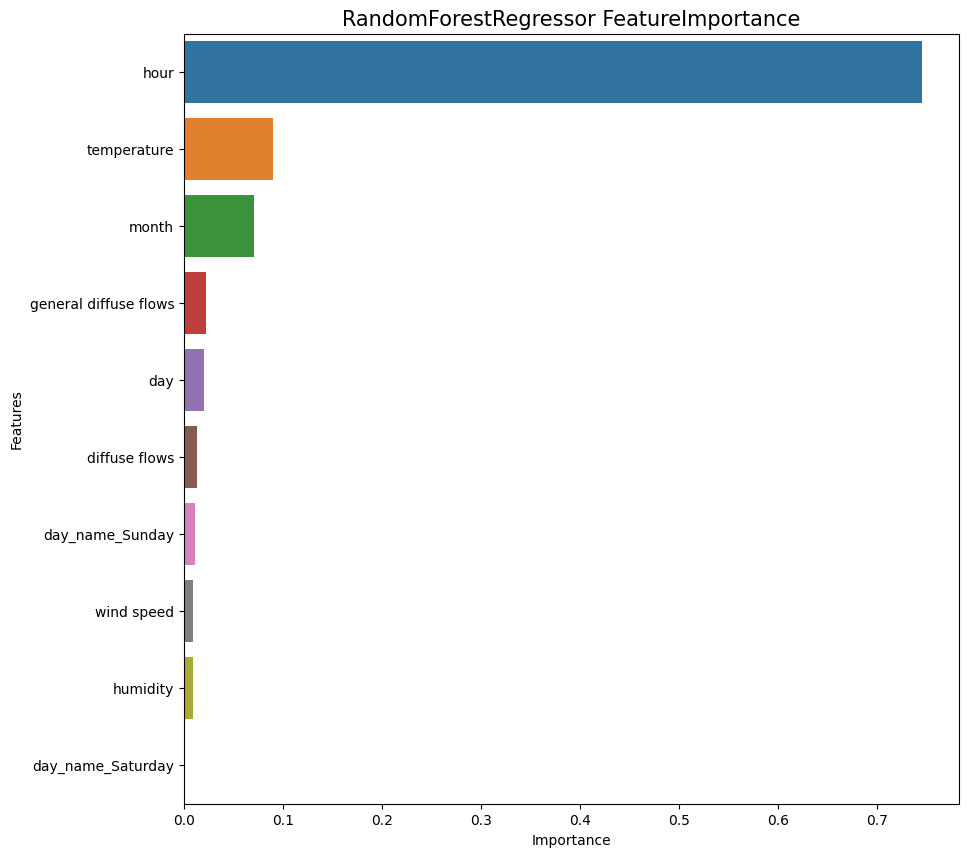 RandomForestRegressor FeatureImportance
hour
temperature
month
general diffuse flows
day
diffuse flows
day_name_Sunday
wind speed
humidity
day_name_Saturday
Features
0.0 0.1 0.2 0.3 0.4 0.5 0.6 0.7
Importance